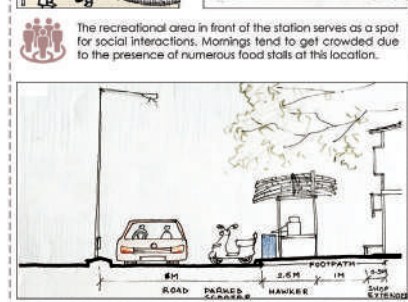 The recreational area in front of the station serves as a spot
for social interactions. Mornings tend to get crowded due
to the presence of numerous food stalls at this location.
FOOTPATH
8M
2.5M
1M
ROAD
PARKED
SCOOTER
HAWKER
SHOP
EXTENDED